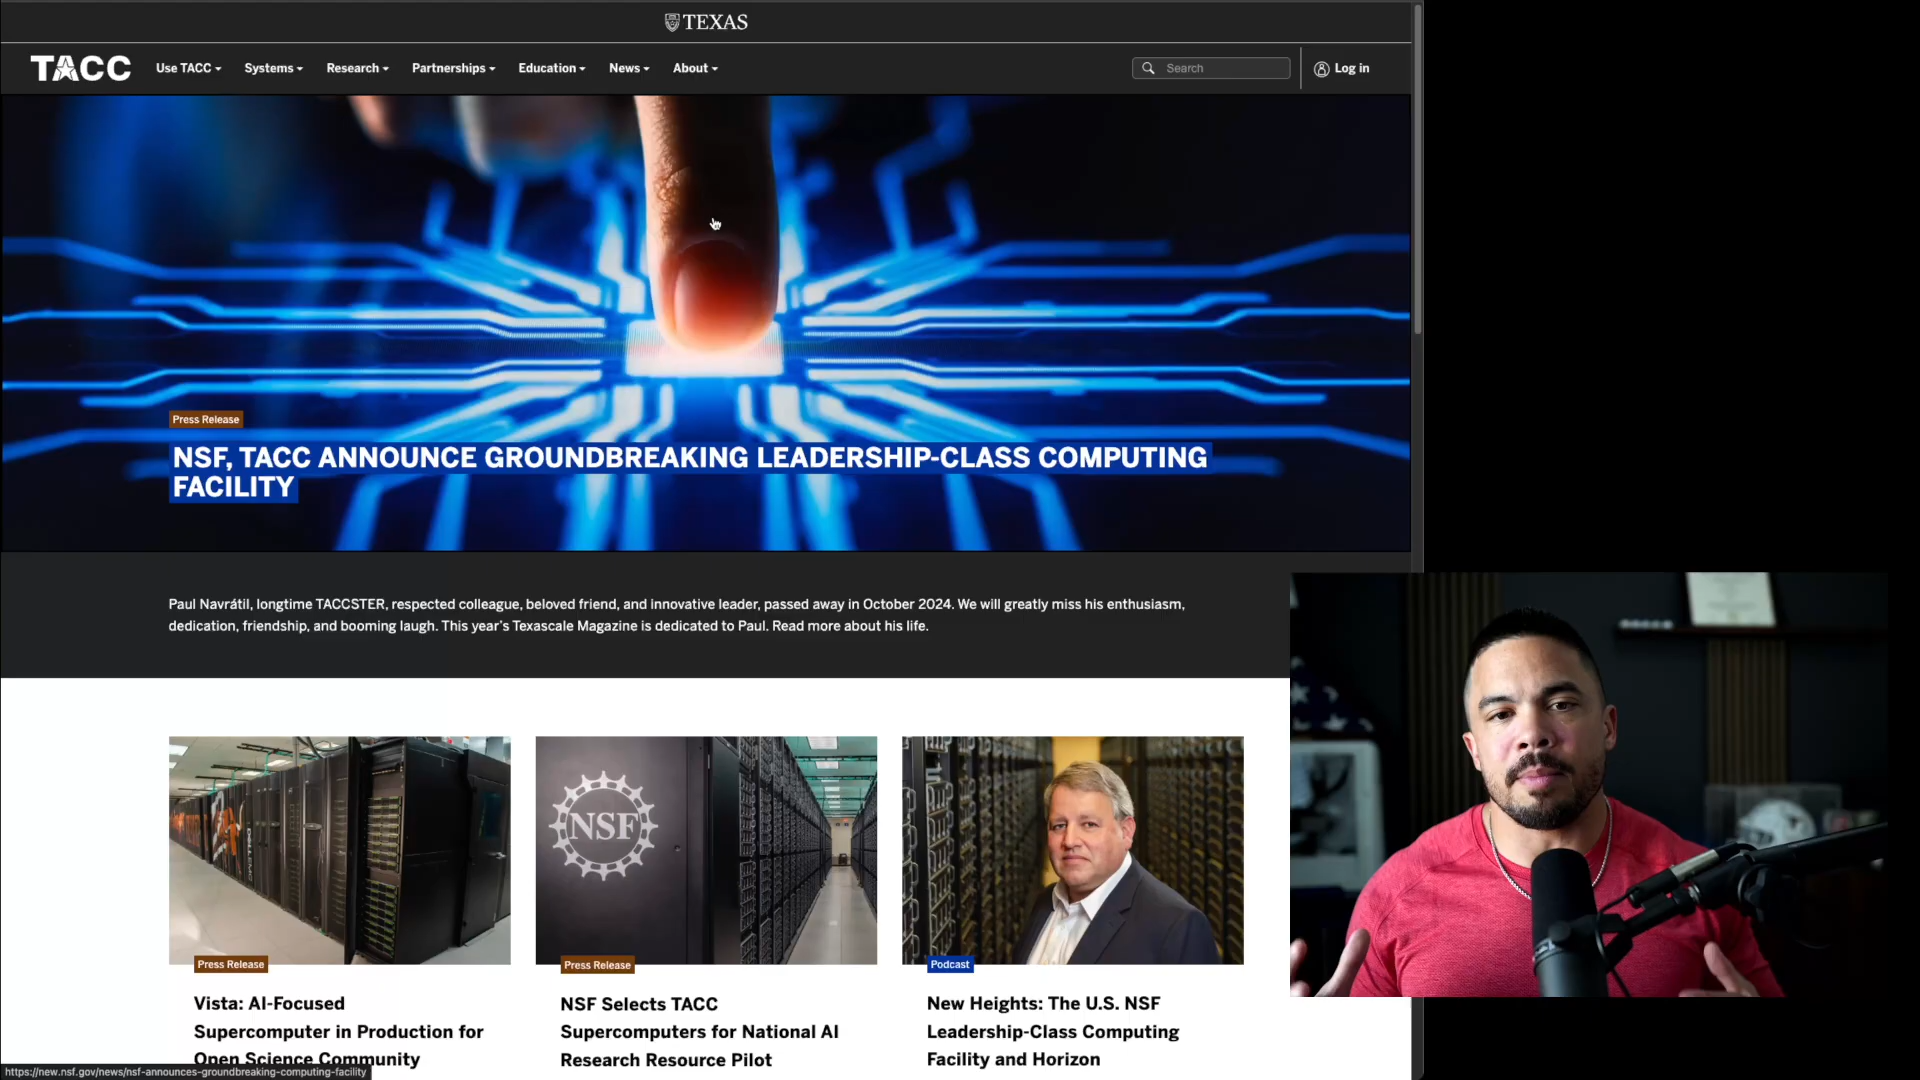 TEXAS
TACC
Use TACC
Systems
Research
Partnerships
Education
News
About
Search
Log in
Press Release
NSF, TACC ANNOUNCE GROUNDBREAKING LEADERSHIP-CLASS COMPUTING
FACILITY
Paul Navrátil, longtime TACCSTER, respected colleague, beloved friend, and innovative leader, passed away in October 2024. We will greatly miss his enthusiasm,
dedication, friendship, and booming laugh. This year's Texascale Magazine is dedicated to Paul. Read more about his life.
NSF
Press Release
Vista: AI-Focused
Supercomputer in Production for
Open Science Community
Press Release
NSF Selects TACC
Supercomputers for National AI
Research Resource Pilot
Podcast
New Heights: The U.S. NSF
Leadership-Class Computing
Facility and Horizon
https://new.nsf.gov/news/nsf-announces-groundbreaking-computing-facility